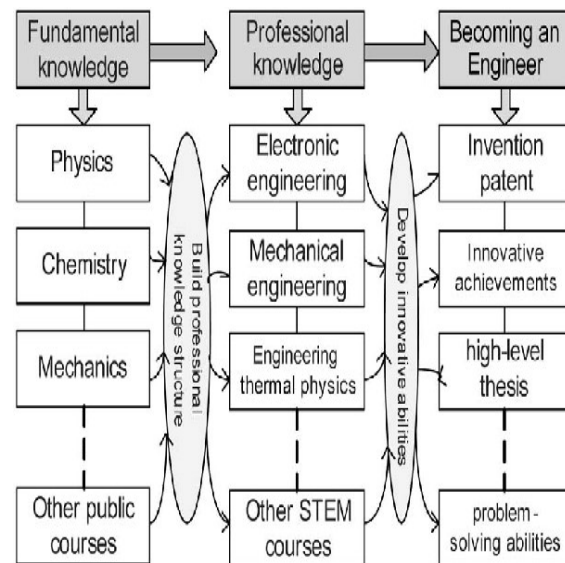 Fundamental
knowledge
Professional
knowledge
Becoming an
Engineer
Physics
Chemistry
Mechanics
Other public
courses
Build professional
knowledge structure
Electronic
engineering
Mechanical
engineering
Engineering
thermal physics
Other STEM
courses
Develop innovative abilities
Invention
patent
Innovative
achievements
high-level
thesis
problem-
solving abilities